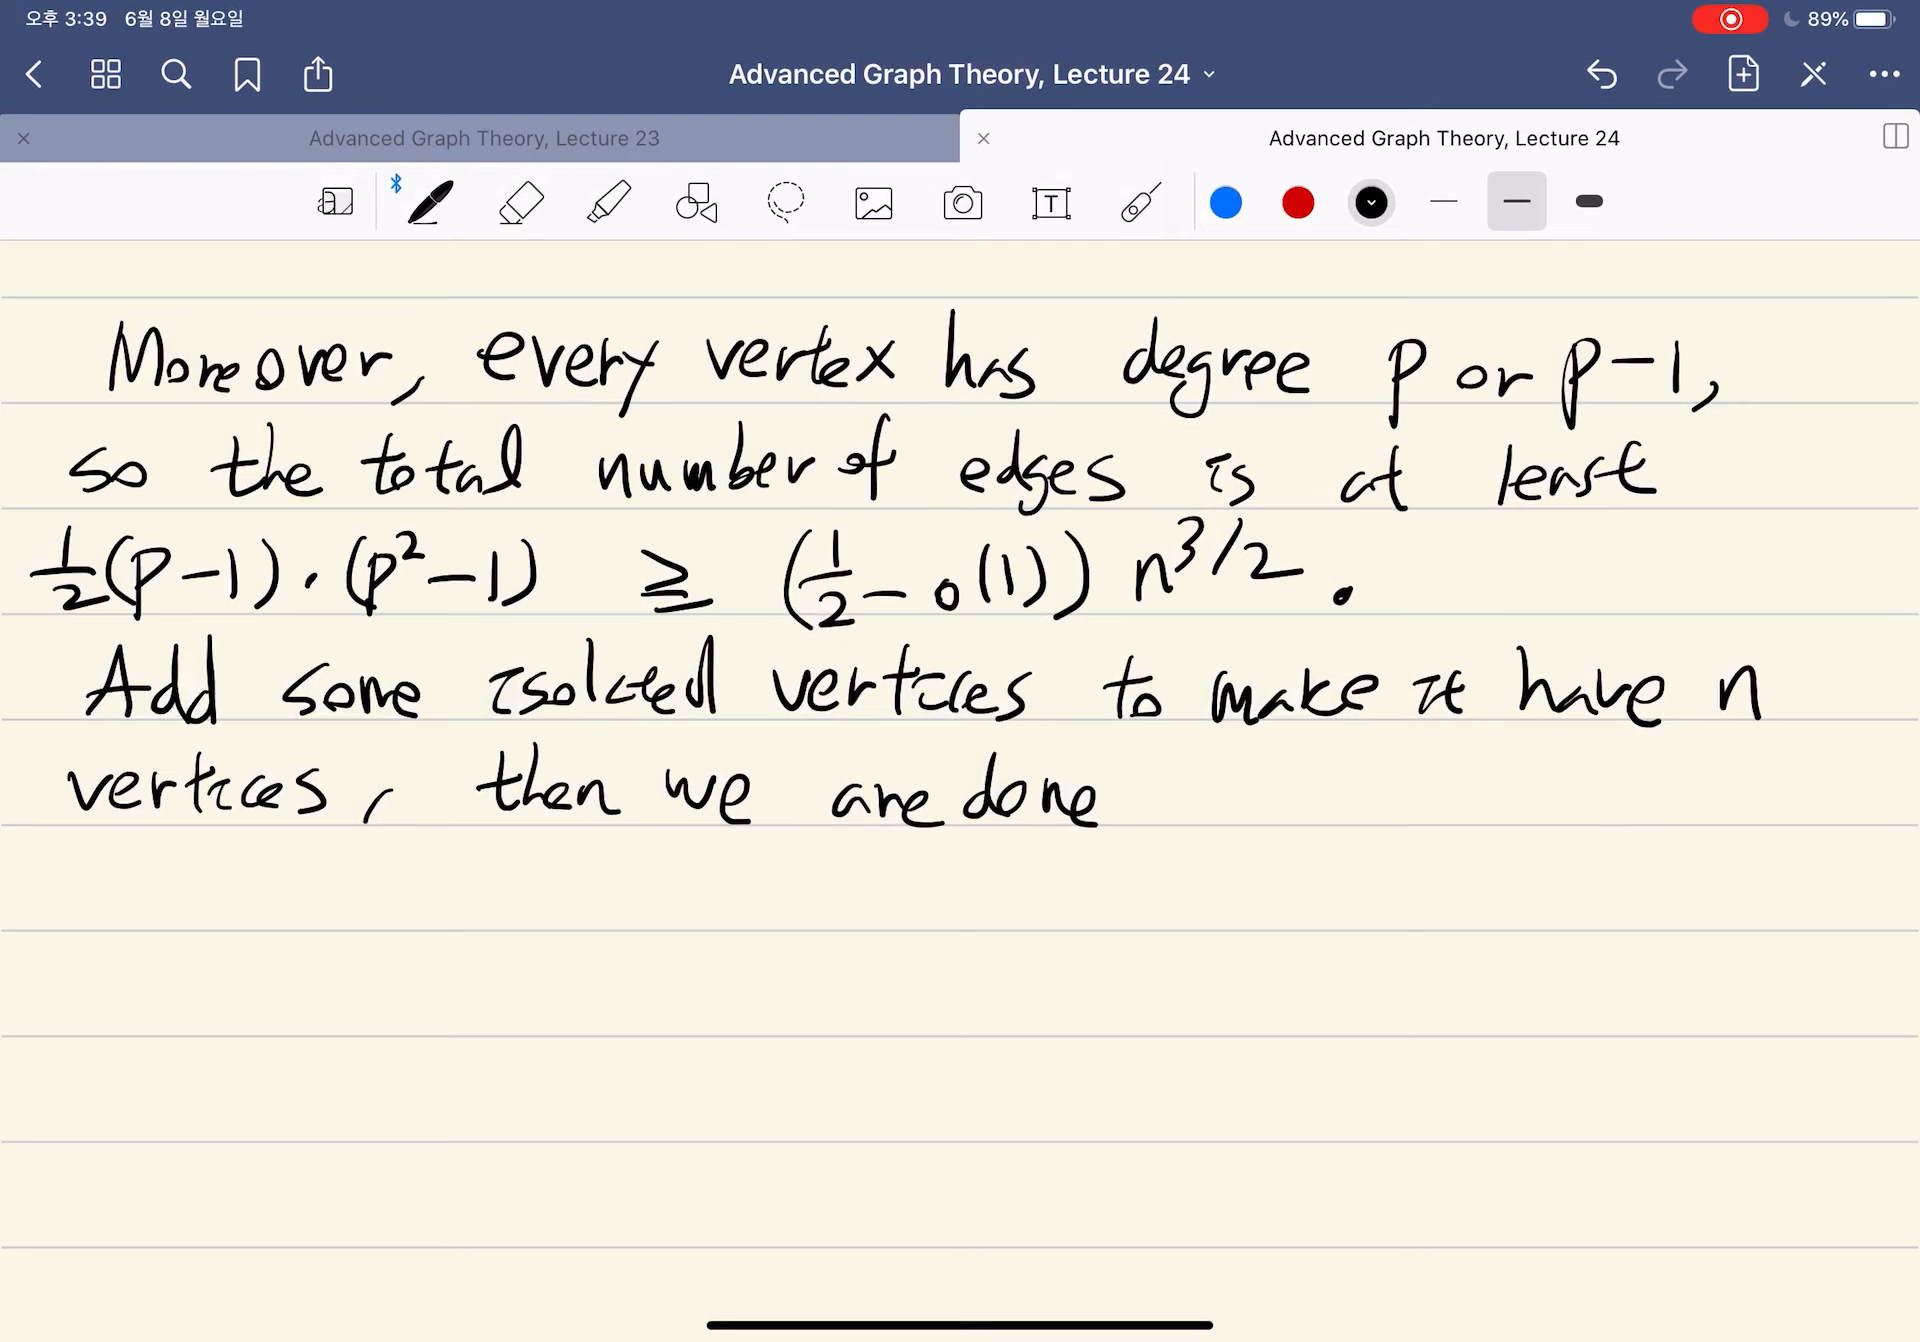 오후 3:39 6월 8일 월요일
89%
Advanced Graph Theory, Lecture 24
Advanced Graph Theory, Lecture 23
Advanced Graph Theory, Lecture 24
Moreover, every vertex has degree p or p-1,
so the total number of edges is at least
½(p-1)·(p²-1) ≧ (½-o(1)) n^{3/2}.
Add some isolated vertices to make it have n
vertices, then we are done